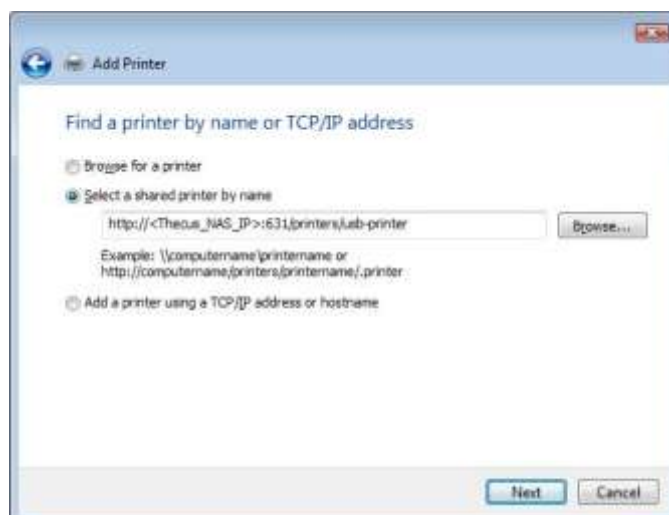 Add Printer
Find a printer by name or TCP/IP address
Browse for a printer
Select a shared printer by name
http://<Thecus_NAS_IP>:631/printers/usb-printer
Browse...
Example: \\computername\printername or
http://computername/printers/printername/.printer
Add a printer using a TCP/IP address or hostname
Next
Cancel